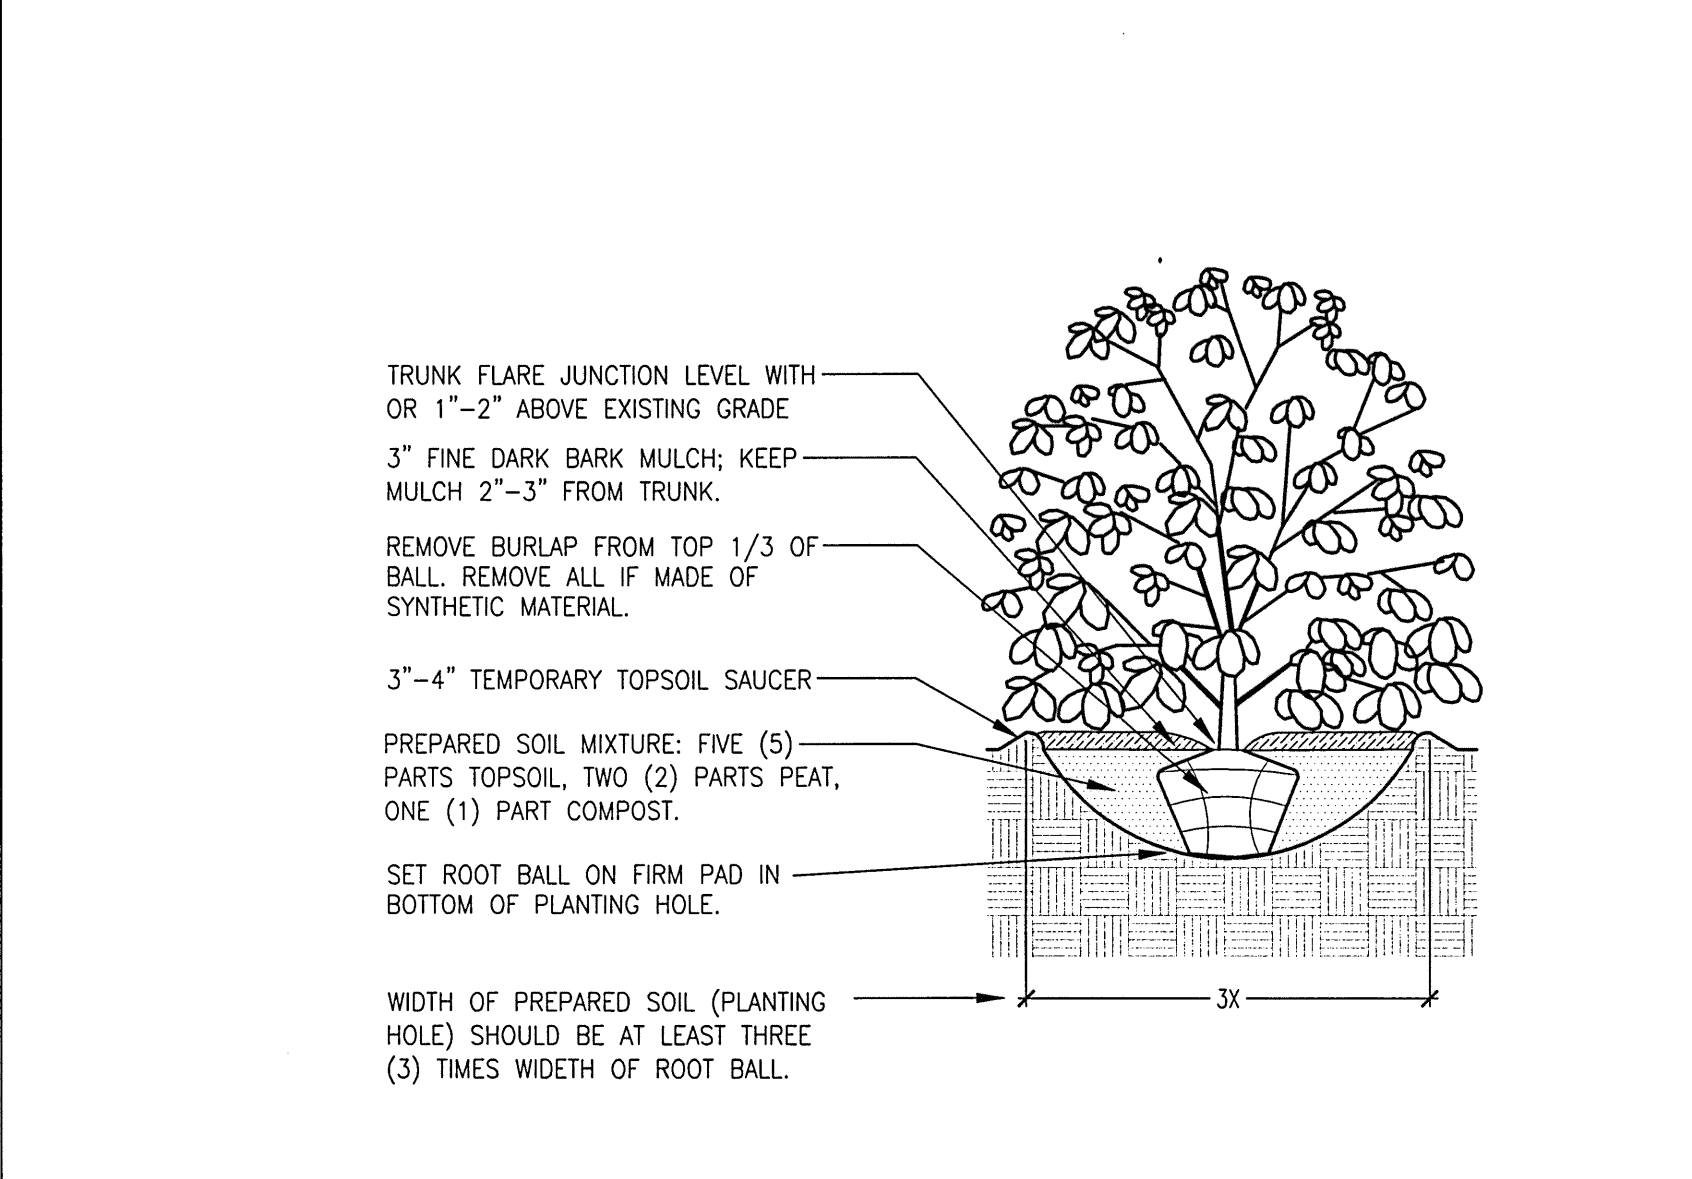 TRUNK FLARE JUNCTION LEVEL WITH
OR 1"-2" ABOVE EXISTING GRADE
3" FINE DARK BARK MULCH; KEEP
MULCH 2"-3" FROM TRUNK.
REMOVE BURLAP FROM TOP 1/3 OF
BALL. REMOVE ALL IF MADE OF
SYNTHETIC MATERIAL.
3"-4" TEMPORARY TOPSOIL SAUCER
PREPARED SOIL MIXTURE: FIVE (5)
PARTS TOPSOIL, TWO (2) PARTS PEAT,
ONE (1) PART COMPOST.
SET ROOT BALL ON FIRM PAD IN
BOTTOM OF PLANTING HOLE.
WIDTH OF PREPARED SOIL (PLANTING
HOLE) SHOULD BE AT LEAST THREE
(3) TIMES WIDETH OF ROOT BALL.
3X